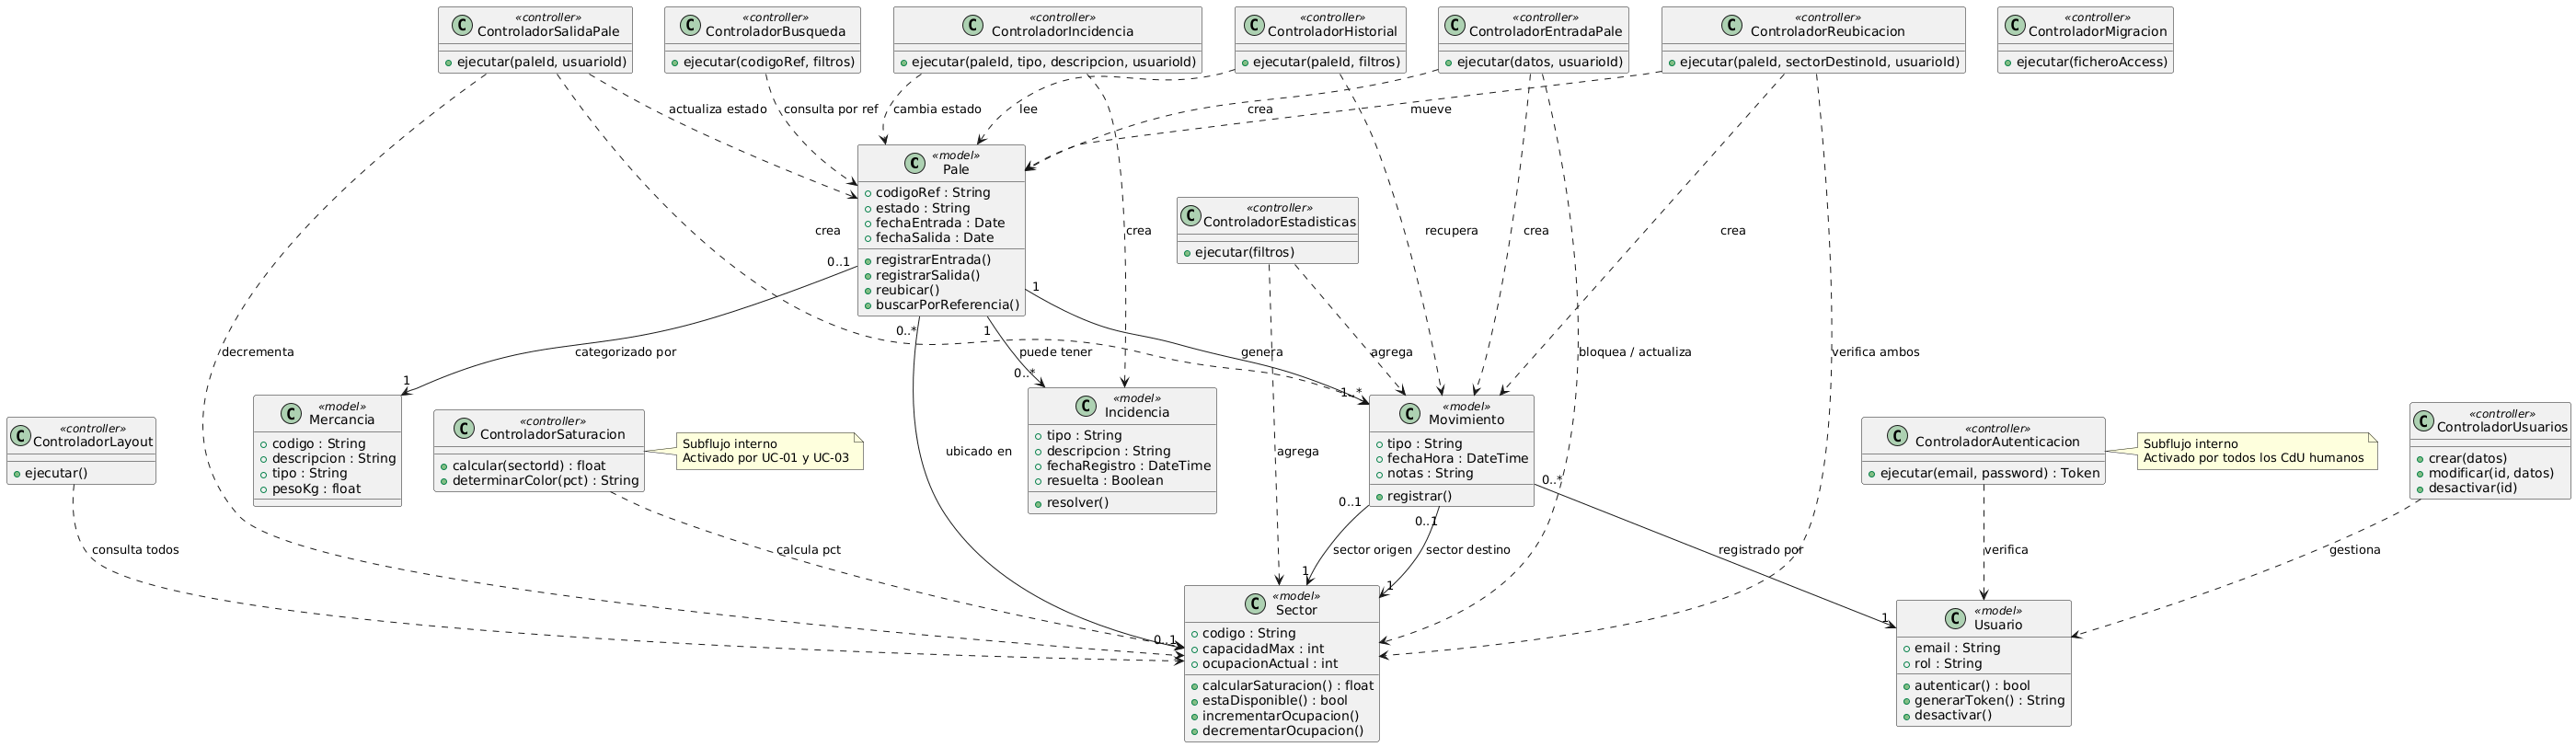 «controller»
ControladorSalidaPale
ejecutar(paleId, usuarioId)
«controller»
ControladorBusqueda
ejecutar(codigoRef, filtros)
«controller»
ControladorIncidencia
ejecutar(paleId, tipo, descripcion, usuarioId)
«controller»
ControladorHistorial
ejecutar(paleId, filtros)
«controller»
ControladorEntradaPale
ejecutar(datos, usuarioId)
«controller»
ControladorReubicacion
ejecutar(paleId, sectorDestinoId, usuarioId)
«controller»
ControladorMigracion
ejecutar(ficheroAccess)
actualiza estado
consulta por ref
cambia estado
lee
crea
mueve
«model»
Pale
codigoRef : String
estado : String
fechaEntrada : Date
fechaSalida : Date
registrarEntrada()
registrarSalida()
reubicar()
buscarPorReferencia()
«controller»
ControladorEstadisticas
ejecutar(filtros)
crea
crea
recupera
crea
crea
0..1
1
0..*
1
decrementa
categorizado por
puede tener
genera
agrega
bloquea / actualiza
verifica ambos
1
0..*
1..*
«controller»
ControladorLayout
ejecutar()
«model»
Mercancia
codigo : String
descripcion : String
tipo : String
pesoKg : float
«controller»
ControladorSaturacion
calcular(sectorId) : float
determinarColor(pct) : String
Subflujo interno
Activado por UC-01 y UC-03
ubicado en
«model»
Incidencia
tipo : String
descripcion : String
fechaRegistro : DateTime
resuelta : Boolean
resolver()
agrega
«model»
Movimiento
tipo : String
fechaHora : DateTime
notas : String
registrar()
«controller»
ControladorAutenticacion
ejecutar(email, password) : Token
Subflujo interno
Activado por todos los CdU humanos
«controller»
ControladorUsuarios
crear(datos)
modificar(id, datos)
desactivar(id)
0..*
0..1
0..1
consulta todos
calcula pct
sector origen
sector destino
registrado por
verifica
gestiona
1
1
1
0..1
«model»
Sector
codigo : String
capacidadMax : int
ocupacionActual : int
calcularSaturacion() : float
estaDisponible() : bool
incrementarOcupacion()
decrementarOcupacion()
«model»
Usuario
email : String
rol : String
autenticar() : bool
generarToken() : String
desactivar()